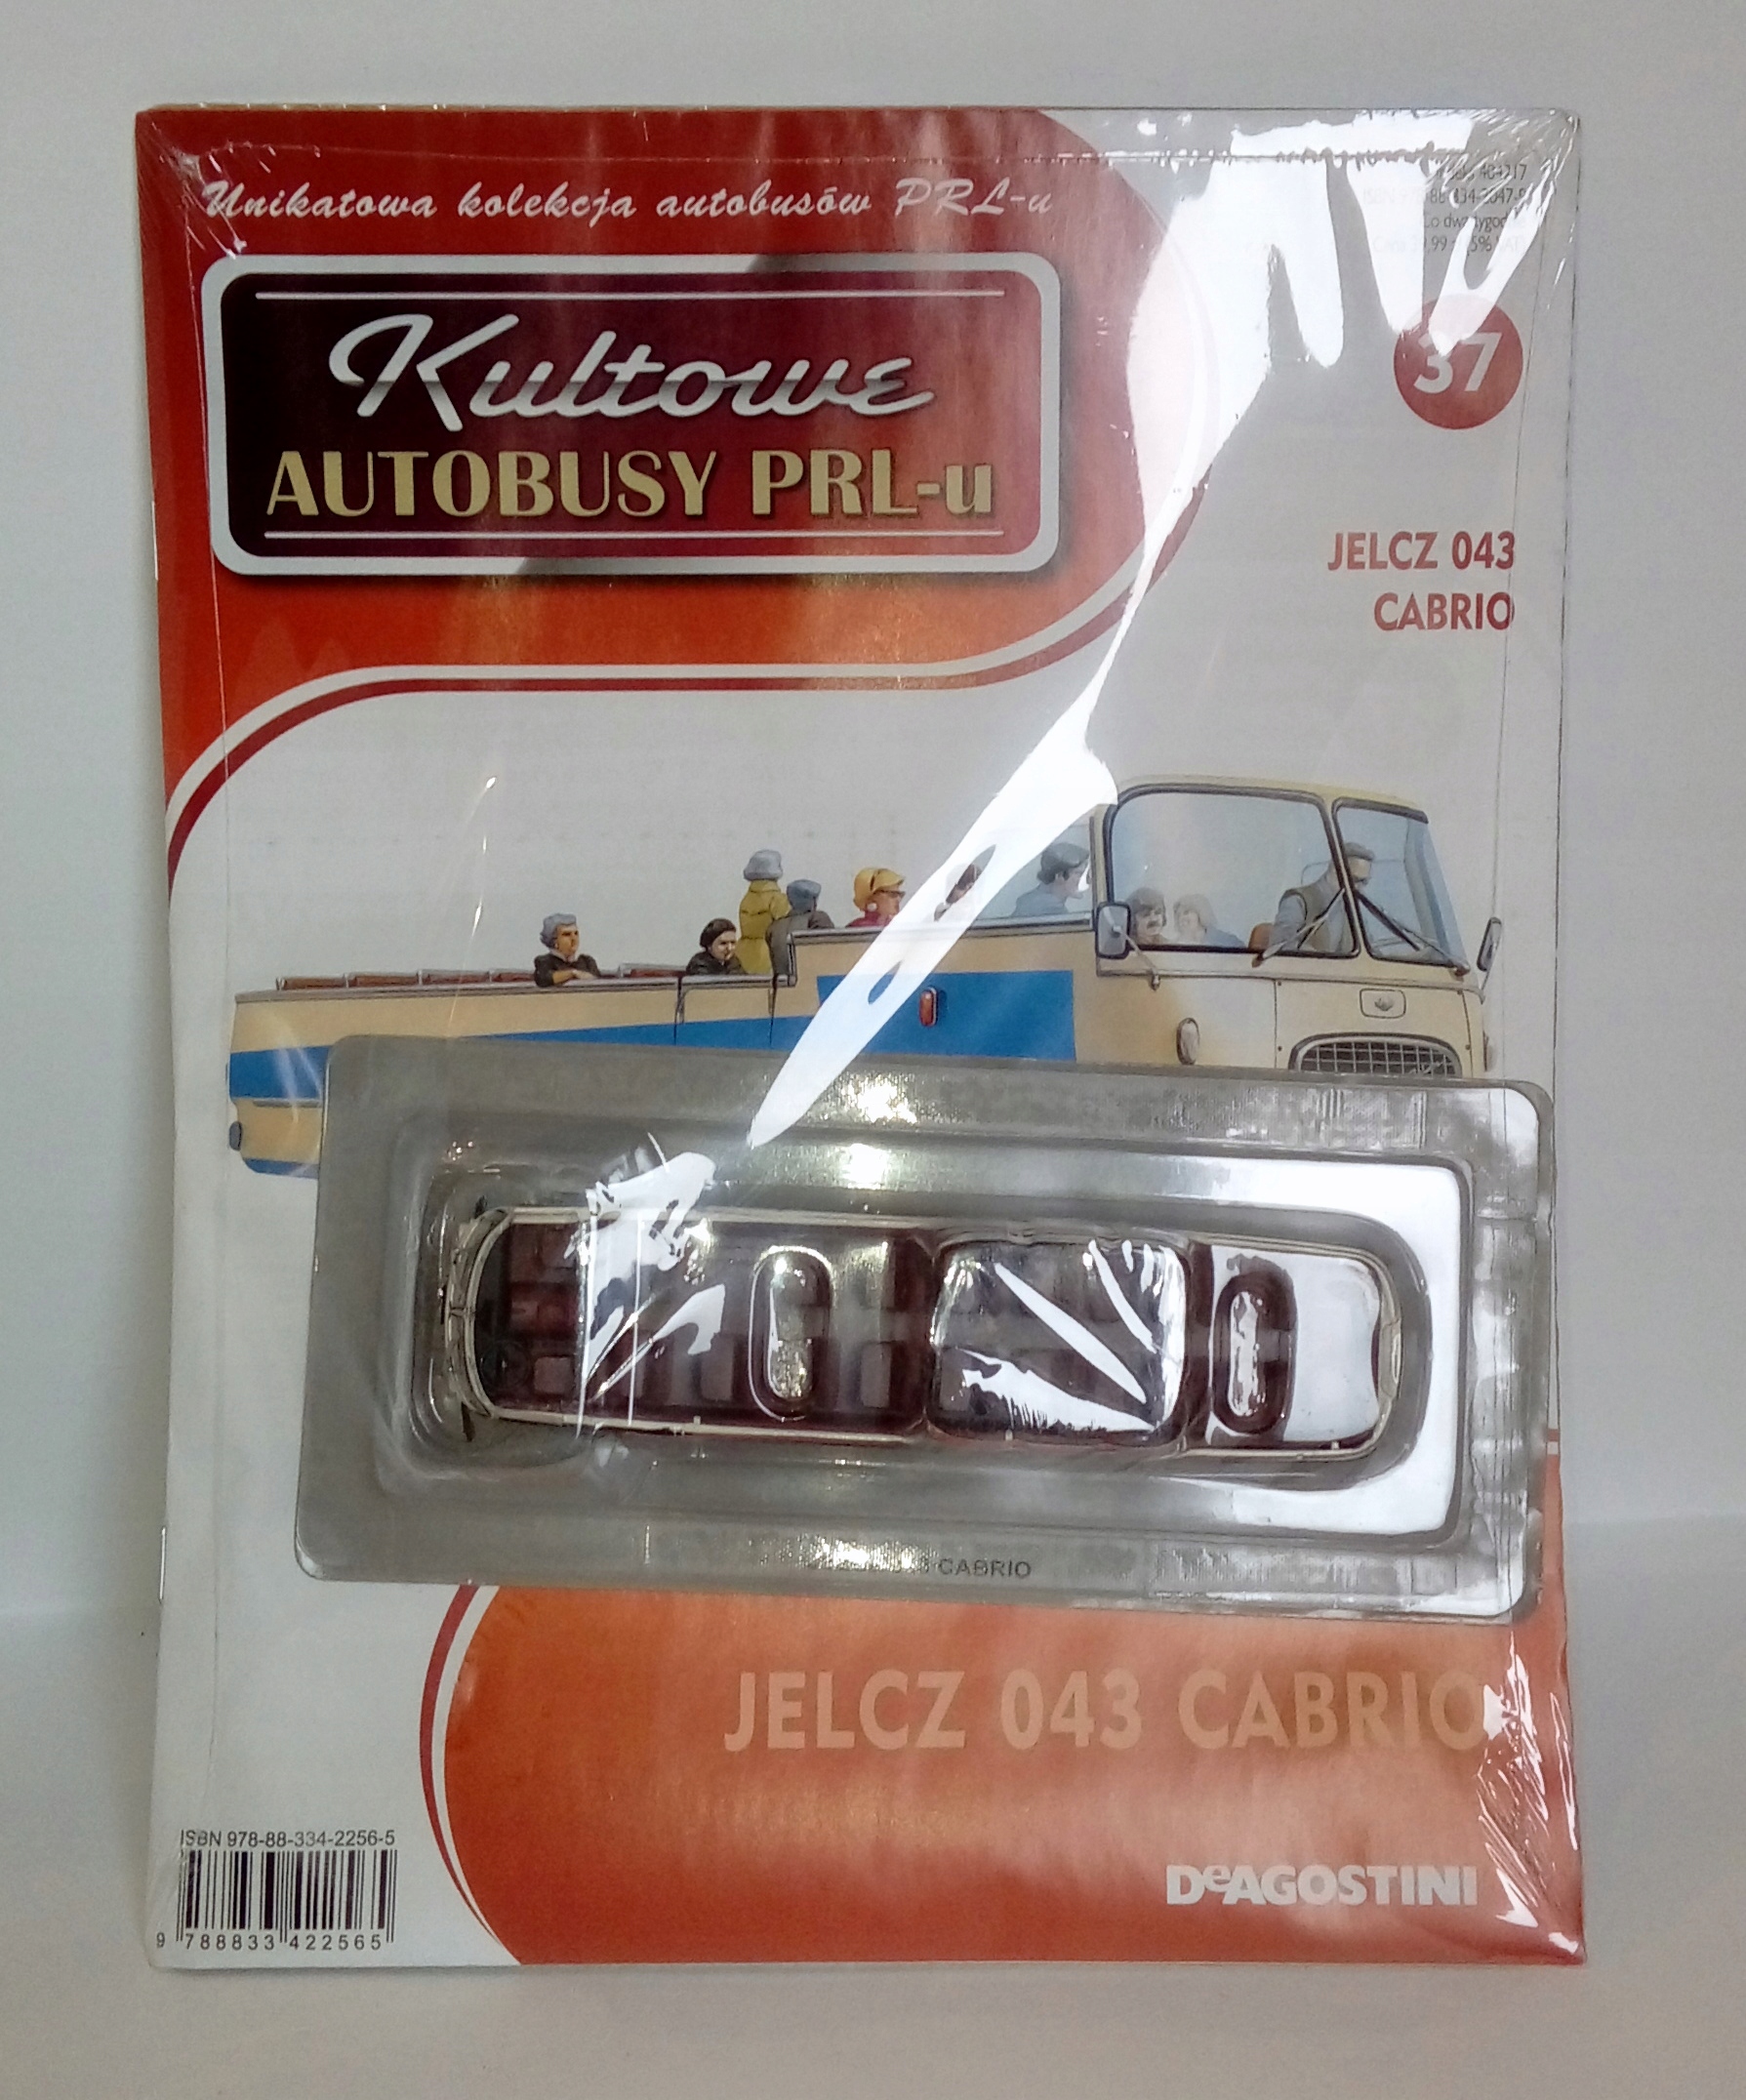 Unikatowa kolekcja autobusów PRL-u
Kultowe
AUTOBUSY PRL-u
37
JELCZ 043
CABRIO
CABRIO
JELCZ 043 CABRIO
ISBN 978-88-334-2256-5
9 788833 422565
DeAGOSTINI